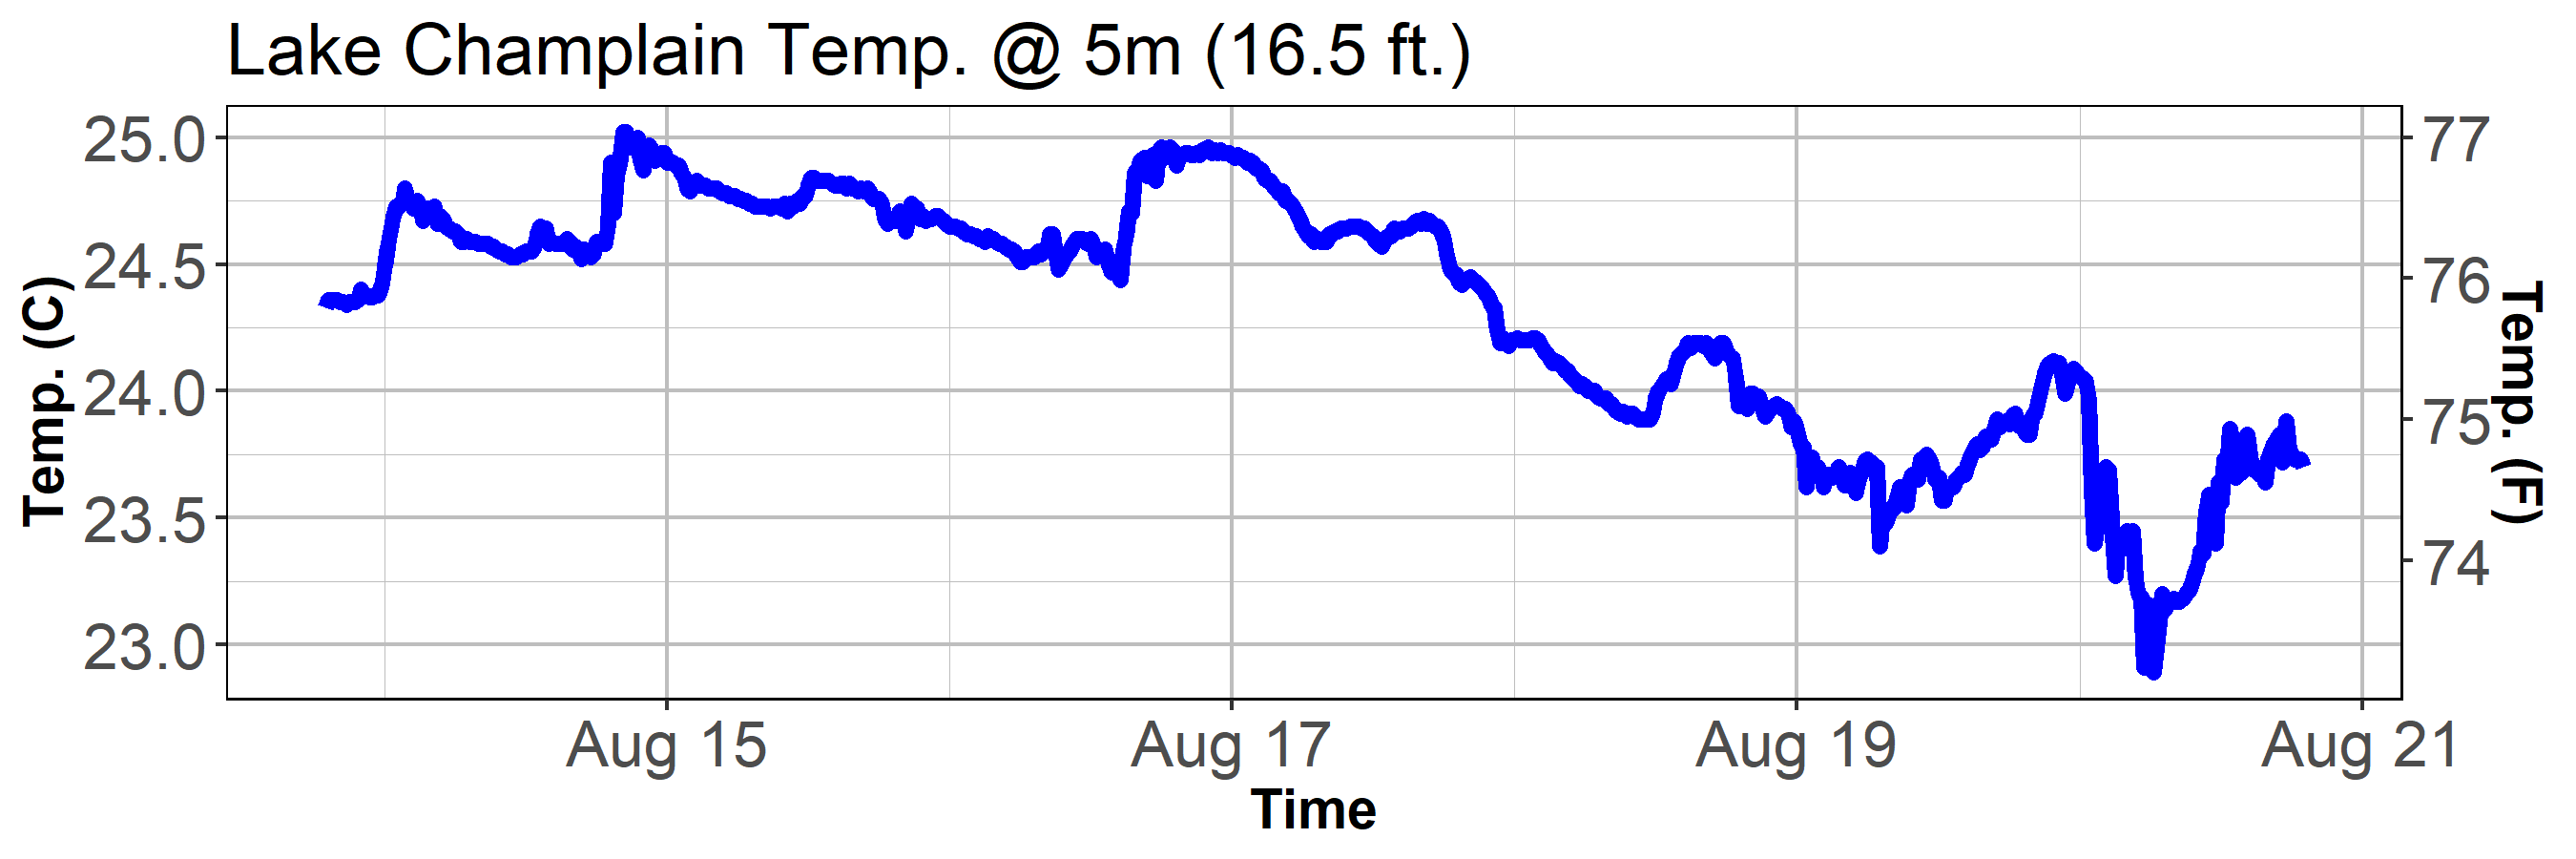 Lake Champlain Temp. @ 5m (16.5 ft.)
Temp. (C)
25.0
24.5
24.0
23.5
23.0
77
76
75
74
Temp. (F)
Aug 15
Aug 17
Aug 19
Aug 21
Time